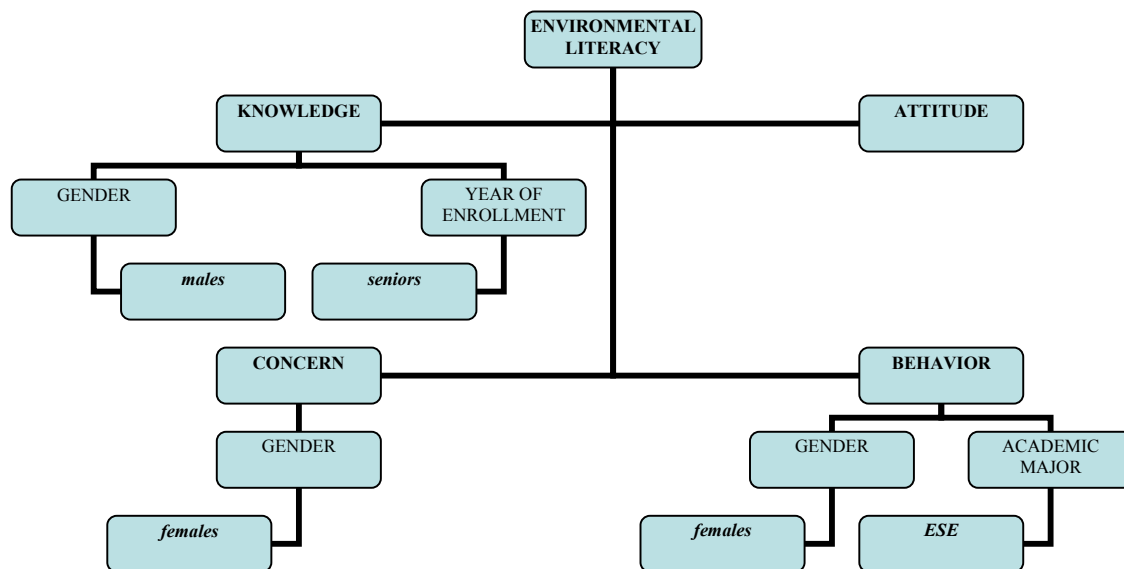 ENVIRONMENTAL
LITERACY
KNOWLEDGE
ATTITUDE
GENDER
YEAR OF
ENROLLMENT
males
seniors
CONCERN
BEHAVIOR
GENDER
GENDER
ACADEMIC
MAJOR
females
females
ESE